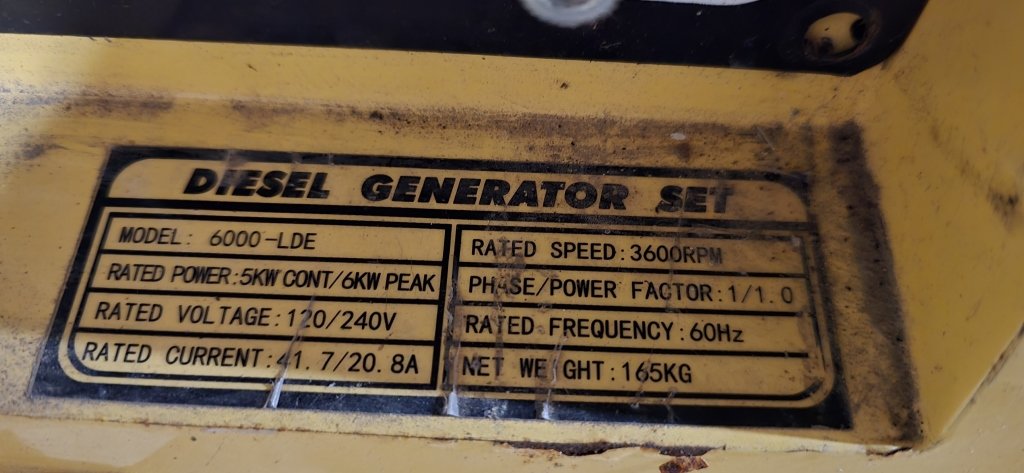 DIESEL GENERATOR SET
MODEL: 6000-LDE
RATED POWER:5KW CONT/6KW PEAK
RATED VOLTAGE:120/240V
RATED CURRENT:41.7/20.8A
RATED SPEED:3600RPM
PHASE/POWER FACTOR:1/1.0
RATED FREQUENCY:60Hz
NET WEIGHT:165KG